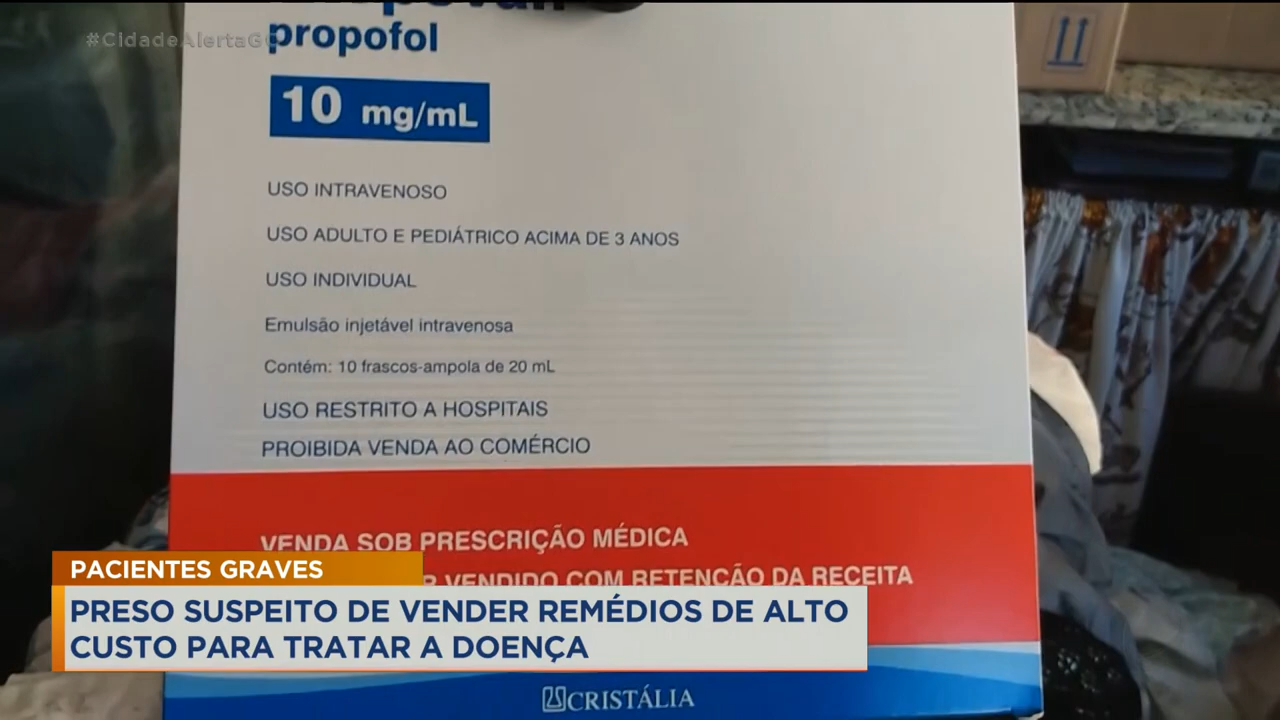 #CidadeAlertaGO
propofol
10 mg/mL
USO INTRAVENOSO
USO ADULTO E PEDIÁTRICO ACIMA DE 3 ANOS
USO INDIVIDUAL
Emulsão injetável intravenosa
Contém: 10 frascos-ampola de 20 mL
USO RESTRITO A HOSPITAIS
PROIBIDA VENDA AO COMÉRCIO
VENDA SOB PRESCRIÇÃO MÉDICA
VENDIDO COM RETENÇÃO DA RECEITA
PACIENTES GRAVES
PRESO SUSPEITO DE VENDER REMÉDIOS DE ALTO
CUSTO PARA TRATAR A DOENÇA
CRISTÁLIA